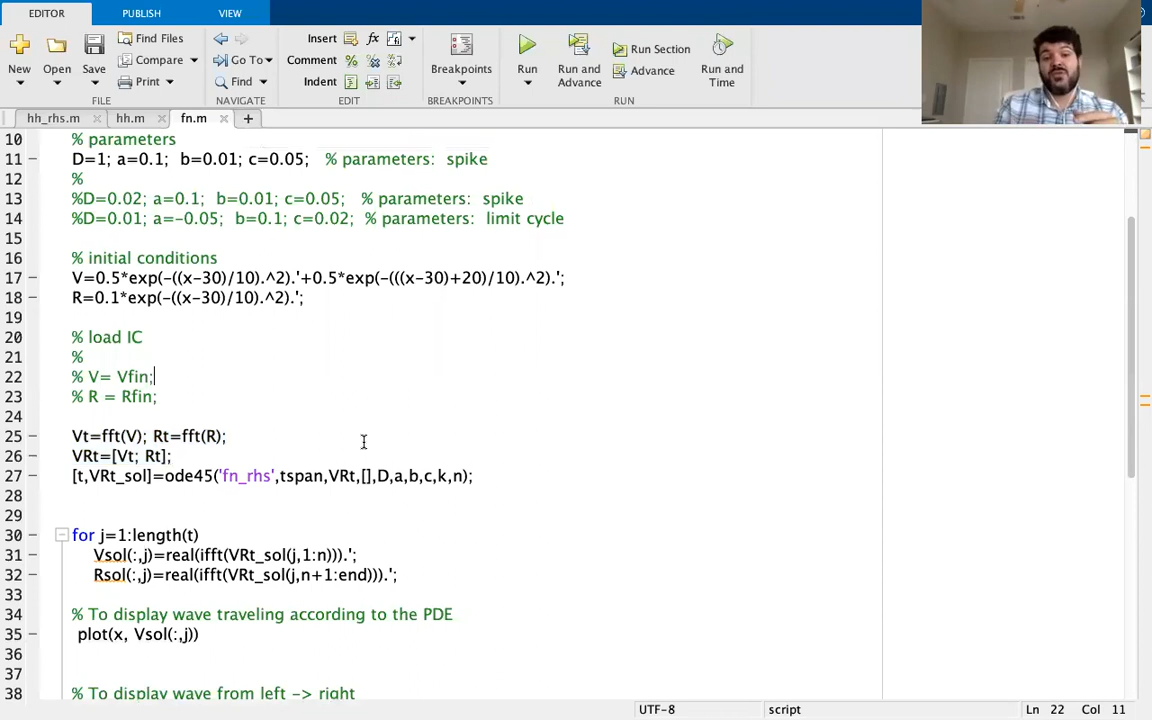 EDITOR PUBLISH VIEW
New Open Save Find Files Compare Print
FILE
Go To Find
NAVIGATE
Insert fx
Comment %
Indent
EDIT
Breakpoints
BREAKPOINTS
Run Run and Advance Run Section Advance Run and Time
RUN
hh_rhs.m × hh.m × fn.m × +
10 % parameters
11 D=1; a=0.1; b=0.01; c=0.05; % parameters: spike
12 %
13 %D=0.02; a=0.1; b=0.01; c=0.05; % parameters: spike
14 %D=0.01; a=-0.05; b=0.1; c=0.02; % parameters: limit cycle
15
16 % initial conditions
17 V=0.5*exp(-((x-30)/10).^2).'+0.5*exp(-(((x-30)+20)/10).^2).';
18 R=0.1*exp(-((x-30)/10).^2).';
19
20 % load IC
21 %
22 % V= Vfin;
23 % R = Rfin;
24
25 Vt=fft(V); Rt=fft(R);
26 VRt=[Vt; Rt];
27 [t,VRt_sol]=ode45('fn_rhs',tspan,VRt,[],D,a,b,c,k,n);
28
29
30 for j=1:length(t)
31 Vsol(:,j)=real(ifft(VRt_sol(j,1:n))).';
32 Rsol(:,j)=real(ifft(VRt_sol(j,n+1:end))).';
33
34 % To display wave traveling according to the PDE
35 plot(x, Vsol(:,j))
36
37
38 % To display wave from left -> right
UTF-8 script Ln 22 Col 11